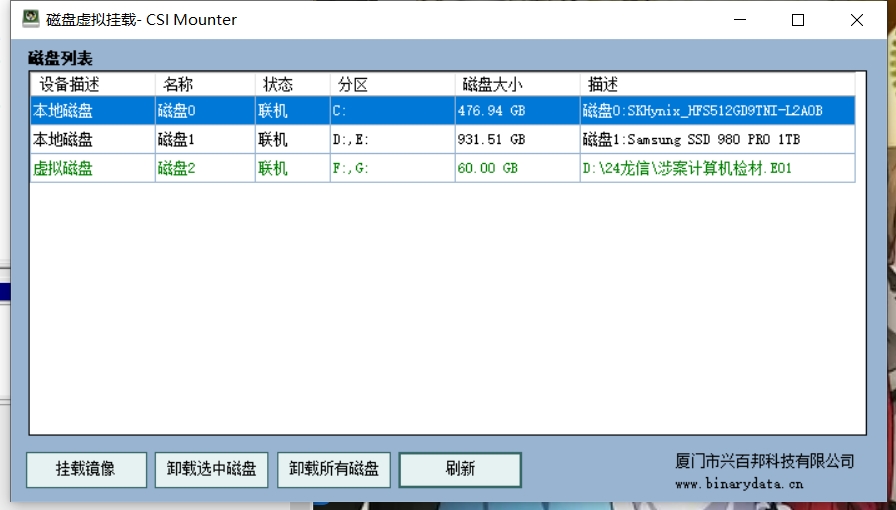 磁盘虚拟挂载- CSI Mounter
磁盘列表
设备描述 名称 状态 分区 磁盘大小 描述
本地磁盘 磁盘0 联机 C: 476.94 GB 磁盘0:SKHynix_HFS512GD9TNI-L2A0B
本地磁盘 磁盘1 联机 D:,E: 931.51 GB 磁盘1:Samsung SSD 980 PRO 1TB
虚拟磁盘 磁盘2 联机 F:,G: 60.00 GB D:\24龙信\涉案计算机检材.E01
挂载镜像 卸载选中磁盘 卸载所有磁盘 刷新
厦门市兴百邦科技有限公司
www.binarydata.cn